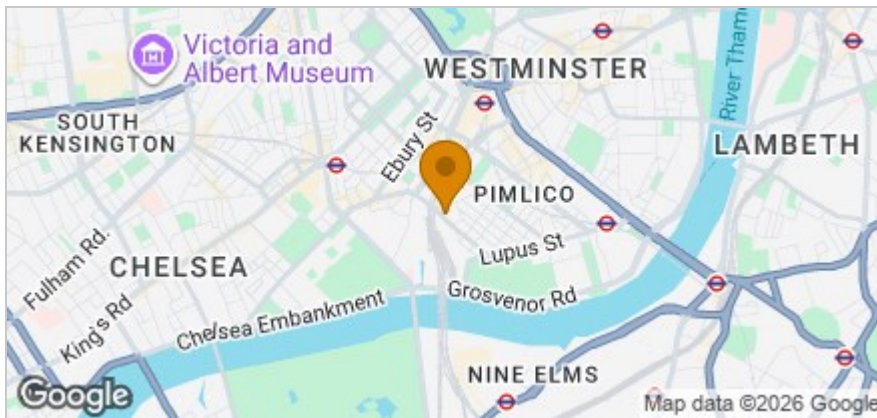 Victoria and
Albert Museum
WESTMINSTER
River Tham
SOUTH
KENSINGTON
Ebury St
LAMBETH
PIMLICO
Lupus St
Fulham Rd.
CHELSEA
Grosvenor Rd
King's Rd
Chelsea Embankment
NINE ELMS
Google
Map data ©2026 Google